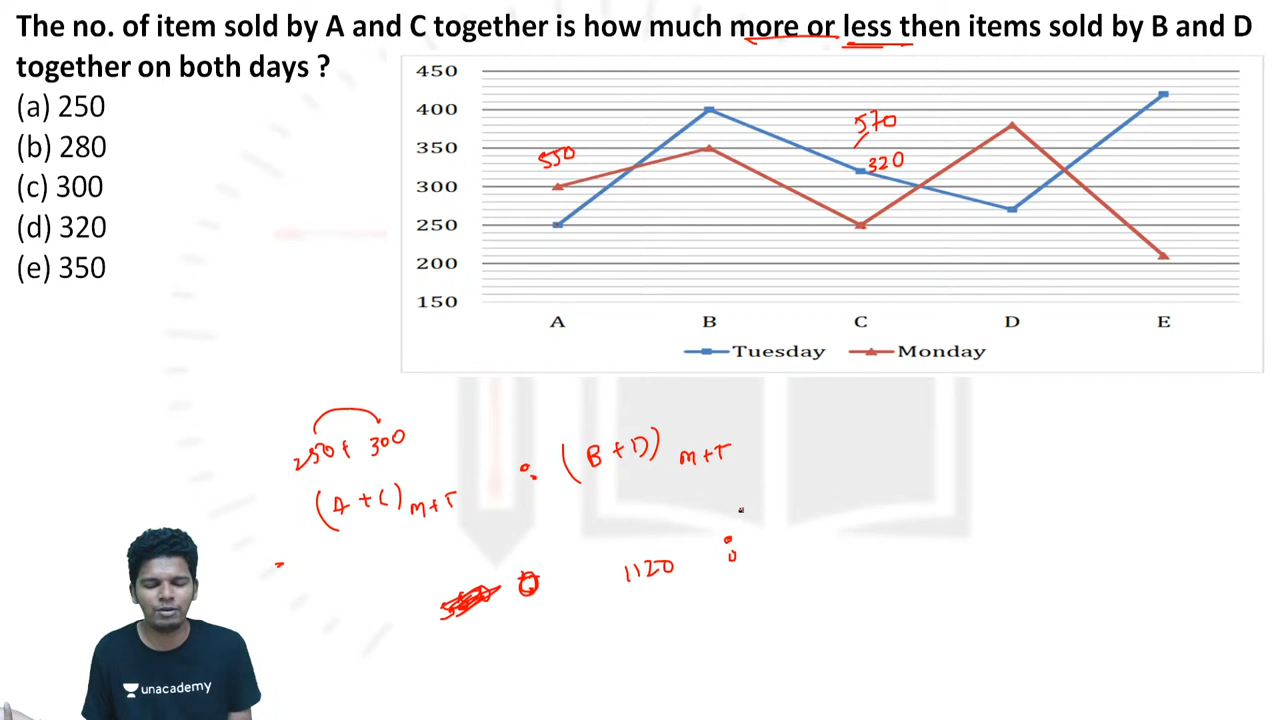 The no. of item sold by A and C together is how much more or less then items sold by B and D
together on both days ?
(a) 250
(b) 280
(c) 300
(d) 320
(e) 350
450
400
350
300
250
200
150
550
570
320
A B C D E
Tuesday Monday
250+ 300
(A+C) M+T : (B+D) M+T
1120 :
unacademy